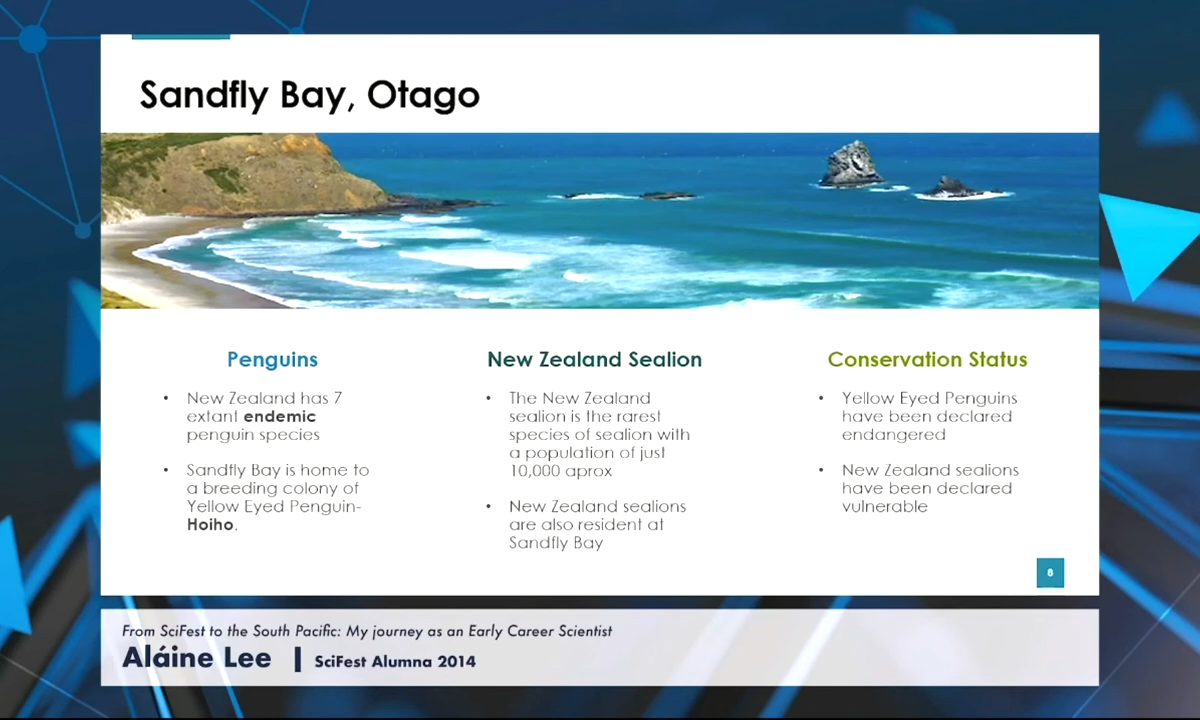 Sandfly Bay, Otago
Penguins
• New Zealand has 7
extant endemic
penguin species
• Sandfly Bay is home to
a breeding colony of
Yellow Eyed Penguin-
Hoiho.
New Zealand Sealion
• The New Zealand
sealion is the rarest
species of sealion with
a population of just
10,000 aprox
• New Zealand sealions
are also resident at
Sandfly Bay
Conservation Status
• Yellow Eyed Penguins
have been declared
endangered
• New Zealand sealions
have been declared
vulnerable
8
From SciFest to the South Pacific: My journey as an Early Career Scientist
Aláine Lee | SciFest Alumna 2014